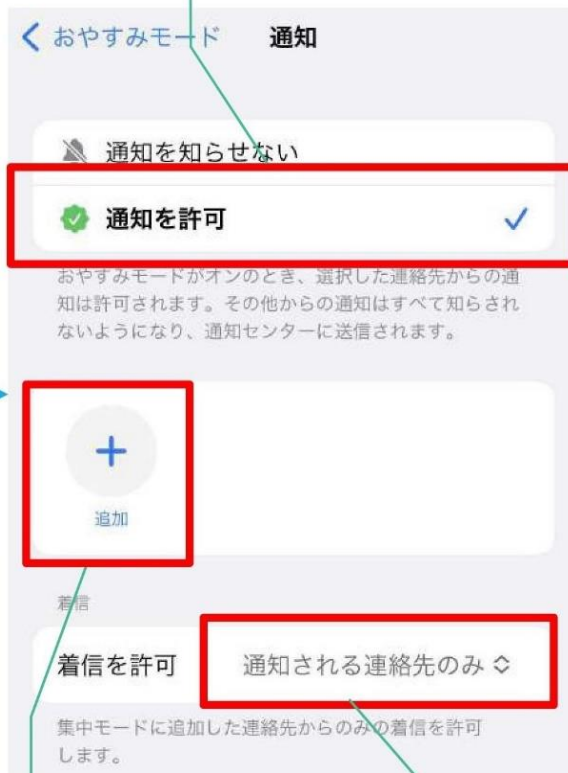 おやすみモード 通知
通知を知らせない
通知を許可
おやすみモードがオンのとき、選択した連絡先からの通
知は許可されます。その他からの通知はすべて知らされ
ないようになり、通知センターに送信されます。
追加
着信
着信を許可 通知される連絡先のみ
集中モードに追加した連絡先からのみの着信を許可
します。